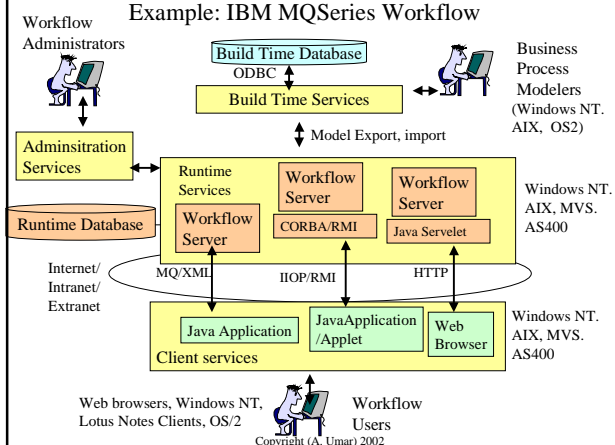 Example: IBM MQSeries Workflow
Workflow
Administrators
Build Time Database
ODBC
Build Time Services
Business
Process
Modelers
(Windows NT.
AIX, OS2)
Model Export, import
Adminsitration
Services
Runtime
Services
Workflow
Server
Workflow
Server
CORBA/RMI
Workflow
Server
Java Servelet
Windows NT.
AIX, MVS.
AS400
Runtime Database
Internet/
Intranet/
Extranet
MQ/XML
IIOP/RMI
HTTP
Java Application
JavaApplication
/Applet
Web
Browser
Client services
Windows NT.
AIX, MVS.
AS400
Web browsers, Windows NT,
Lotus Notes Clients, OS/2
Workflow
Users
Copyright (A. Umar) 2002